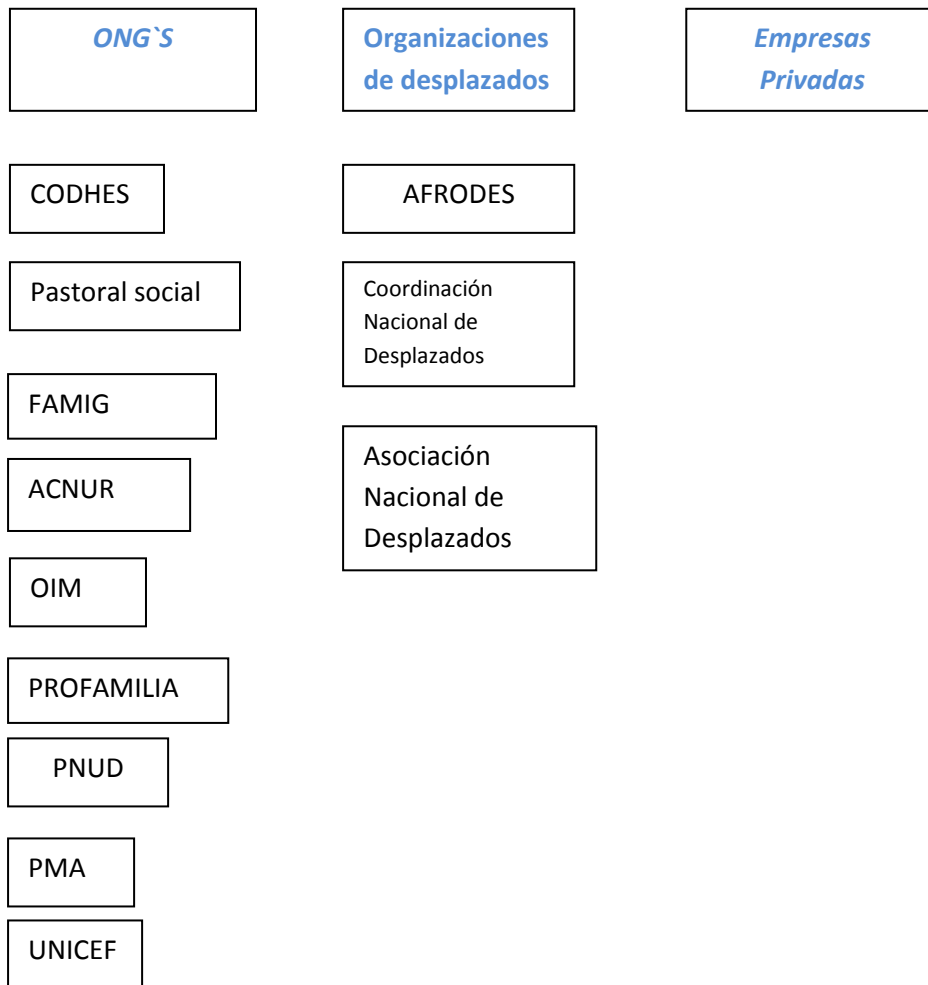 ONG`S
Organizaciones
de desplazados
Empresas
Privadas
CODHES
Pastoral social
FAMIG
ACNUR
OIM
PROFAMILIA
PNUD
PMA
UNICEF
AFRODES
Coordinación
Nacional de
Desplazados
Asociación
Nacional de
Desplazados